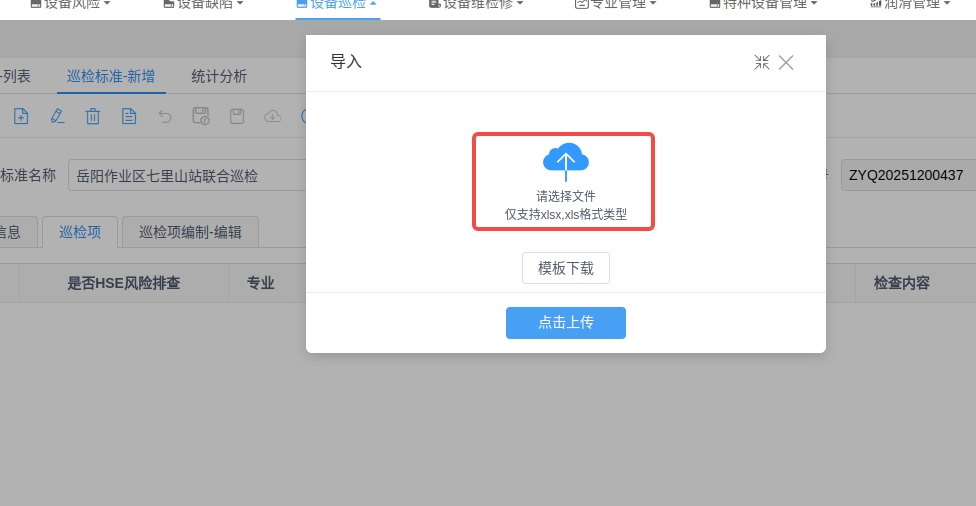 设备风险 设备缺陷 设备巡检 设备维检修 专业管理 特种设备管理 润滑管理
导入
列表 巡检标准-新增 统计分析
标准名称 岳阳作业区七里山站联合巡检 ZYQ20251200437
请选择文件
仅支持xlsx,xls格式类型
信息 巡检项 巡检项编制-编辑
模板下载
是否HSE风险排查 专业 检查内容
点击上传